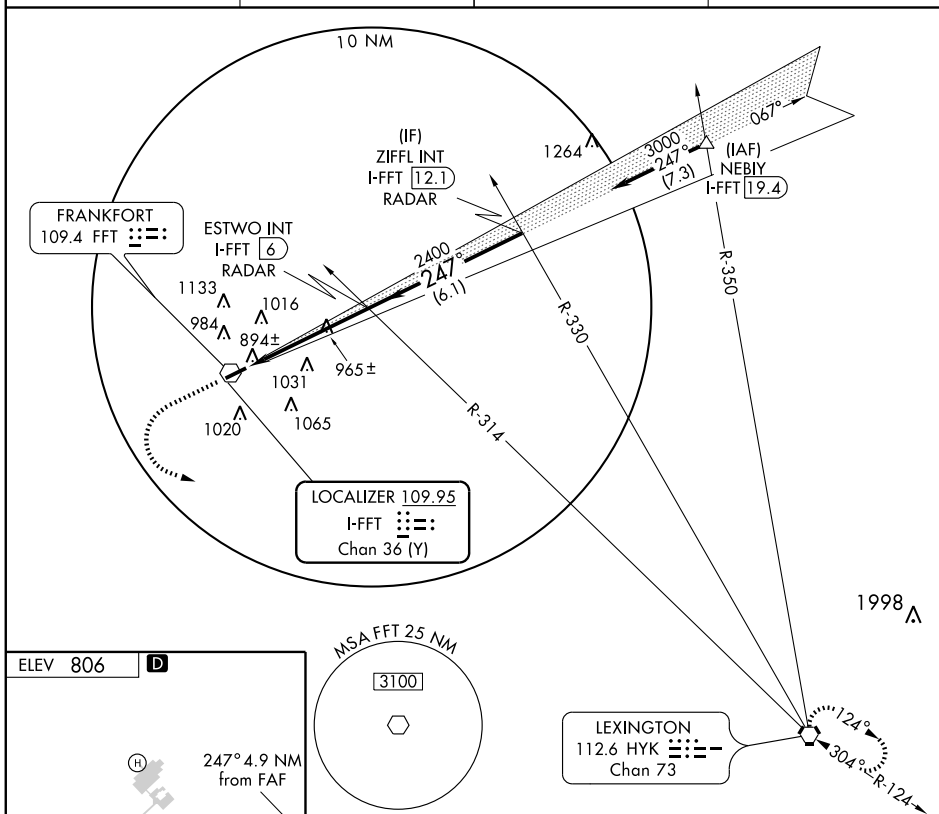 10 NM
1264
3000
247°
(7.3)
067°
(IAF)
NEBIY
I-FFT 19.4
(IF)
ZIFFL INT
I-FFT 12.1
RADAR
FRANKFORT
109.4 FFT
ESTWO INT
I-FFT 6
RADAR
2400
247°
(6.1)
1133
1016
984
894±
965±
1031
1065
1020
R-350
R-330
R-314
LOCALIZER 109.95
I-FFT
Chan 36 (Y)
1998
MSA FFT 25 NM
3100
ELEV 806 D
H
247° 4.9 NM
from FAF
LEXINGTON
112.6 HYK
Chan 73
124°
304°
R-124